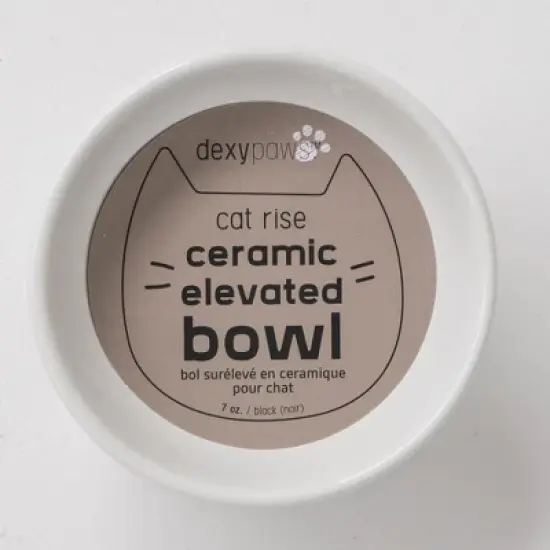 dexypaws
cat rise
ceramic
elevated
bowl
bol surélevé en ceramique
pour chat
7 oz. / black (noir)